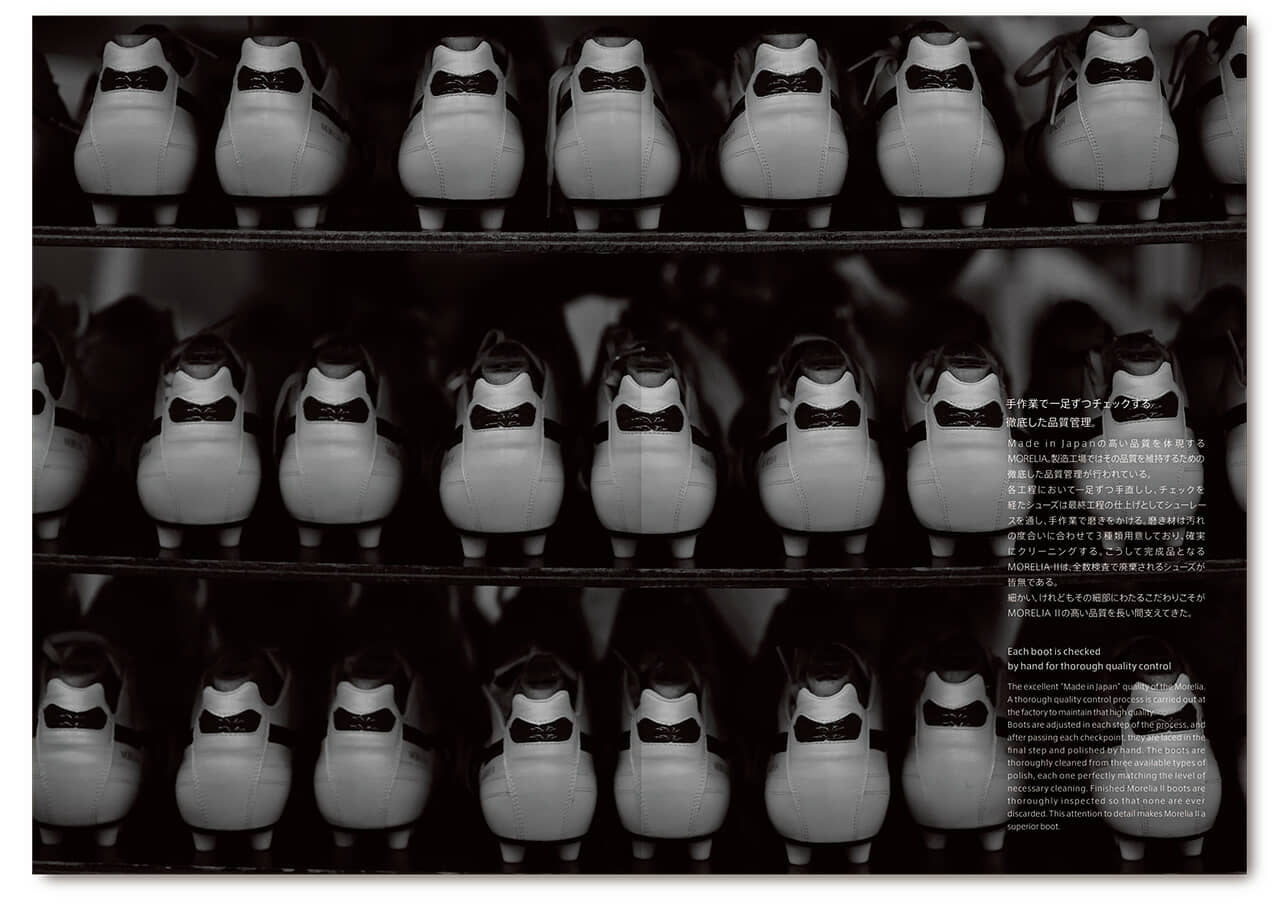 手作業で一足ずつチェックする
徹底した品質管理。
Made in Japanの高い品質を体現する
MORELIA。製造工場ではその品質を維持するための
徹底した品質管理が行われている。
各工程において一足ずつ手直しし、チェックを
経たシューズは最終工程の仕上げとしてシューレー
スを通し、手作業で磨きをかける。磨き材は汚れ
の度合いに合わせて3種類用意しており、確実
にクリーニングする。こうして完成品となる
MORELIA IIは、全数検査で廃棄されるシューズが
皆無である。
細かい、けれどもその細部にわたるこだわりこそが
MORELIA IIの高い品質を長い間支えてきた。
Each boot is checked
by hand for thorough quality control
The excellent "Made in Japan" quality of the Morelia.
A thorough quality control process is carried out at
the factory to maintain that high quality.
Boots are adjusted in each step of the process, and
after passing each checkpoint, they are laced in the
final step and polished by hand. The boots are
thoroughly cleaned from three available types of
polish, each one perfectly matching the level of
necessary cleaning. Finished Morelia II boots are
thoroughly inspected so that none are ever
discarded. This attention to detail makes Morelia II a
superior boot.